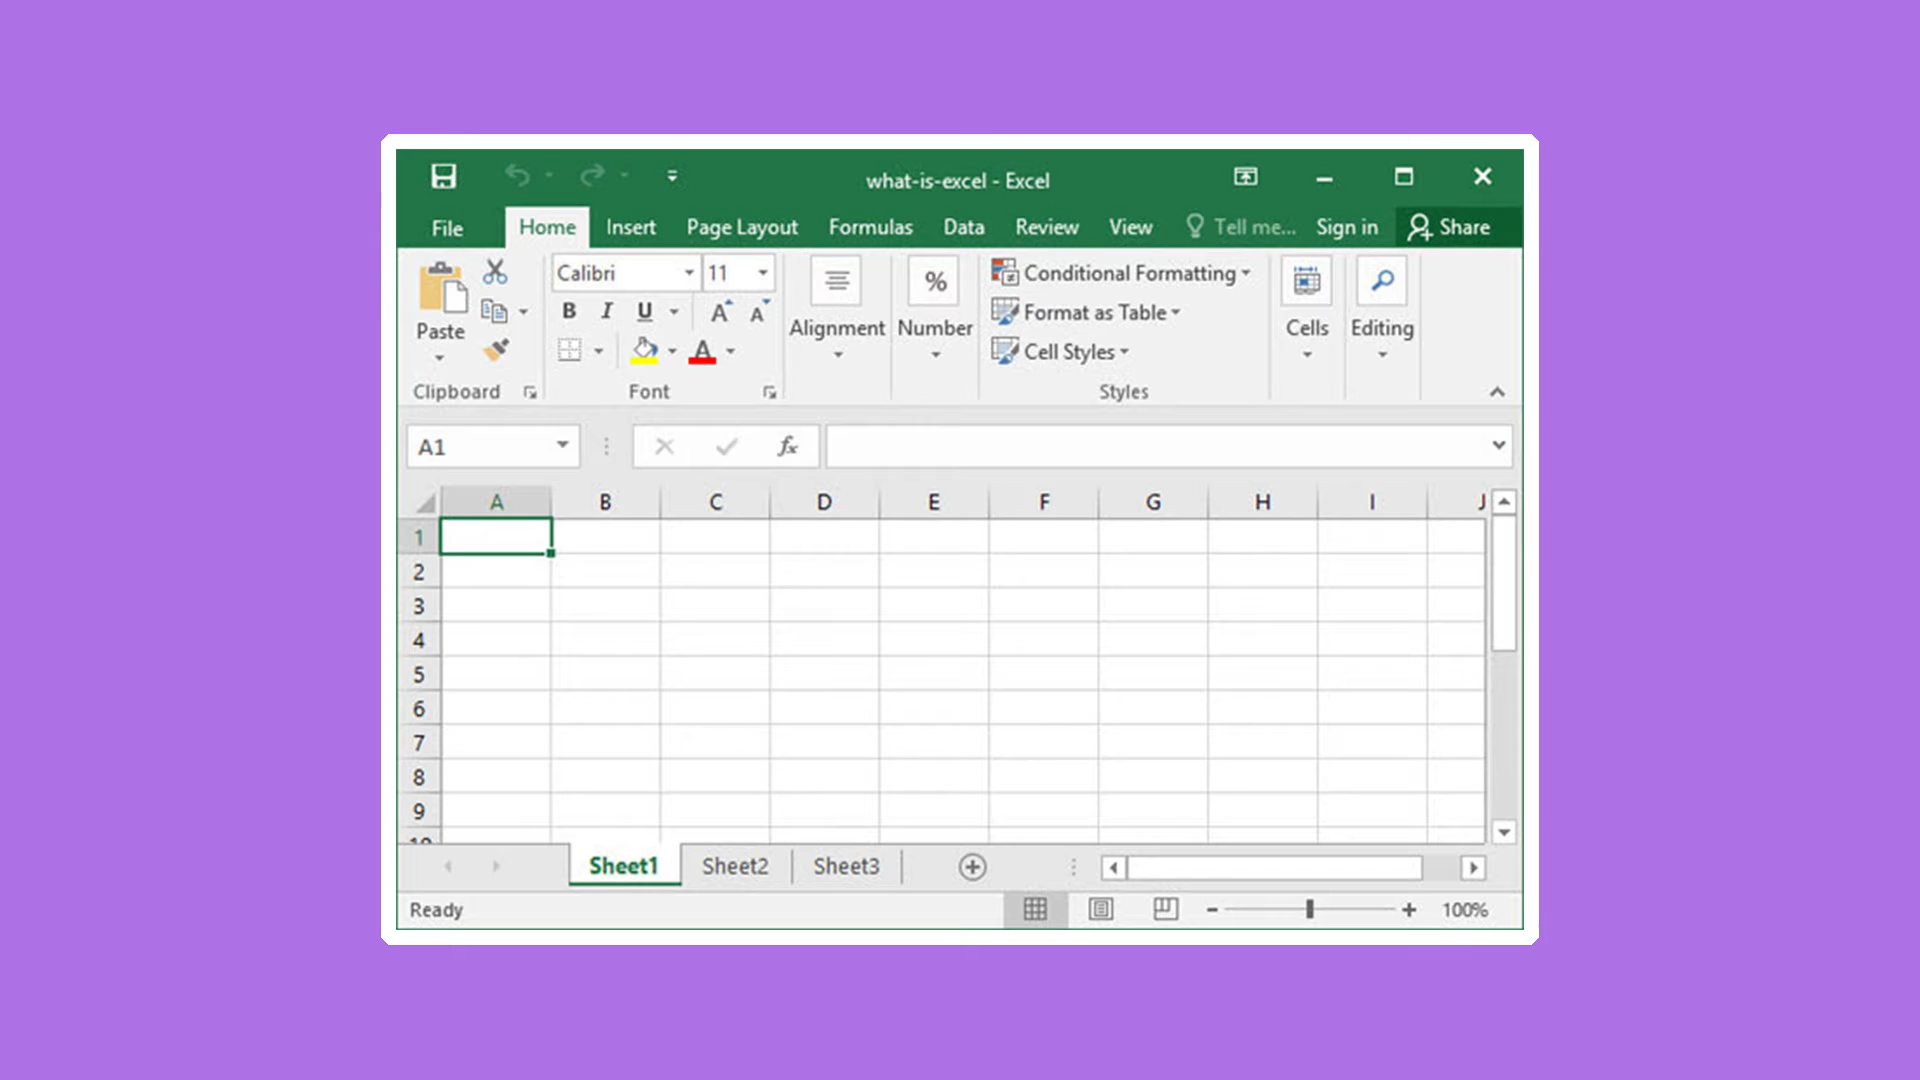 what-is-excel - Excel
File Home Insert Page Layout Formulas Data Review View Tell me... Sign in Share
Calibri 11
Conditional Formatting
B I U A A
Format as Table
Paste Alignment % Number Cells Editing
A Cell Styles
Clipboard Font Styles
A1 fx
A B C D E F G H I J
1
2
3
4
5
6
7
8
9
10
Sheet1 Sheet2 Sheet3
Ready 100%